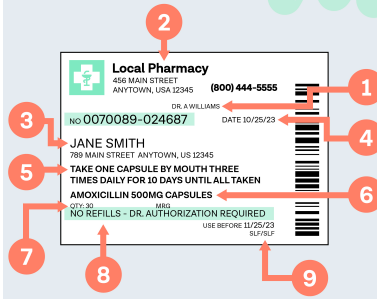 2
Local Pharmacy
456 MAIN STREET
ANYTOWN, USA 12345
(800) 444-5555
1
DR. A WILLIAMS
3
NO 0070089-024687
DATE 10/25/23
4
JANE SMITH
789 MAIN STREET ANYTOWN, US 12345
5
TAKE ONE CAPSULE BY MOUTH THREE
TIMES DAILY FOR 10 DAYS UNTIL ALL TAKEN
AMOXICILLIN 500MG CAPSULES
6
7
QTY: 30 MRG
NO REFILLS - DR. AUTHORIZATION REQUIRED
USE BEFORE 11/25/23
SLF/SLF
8
9